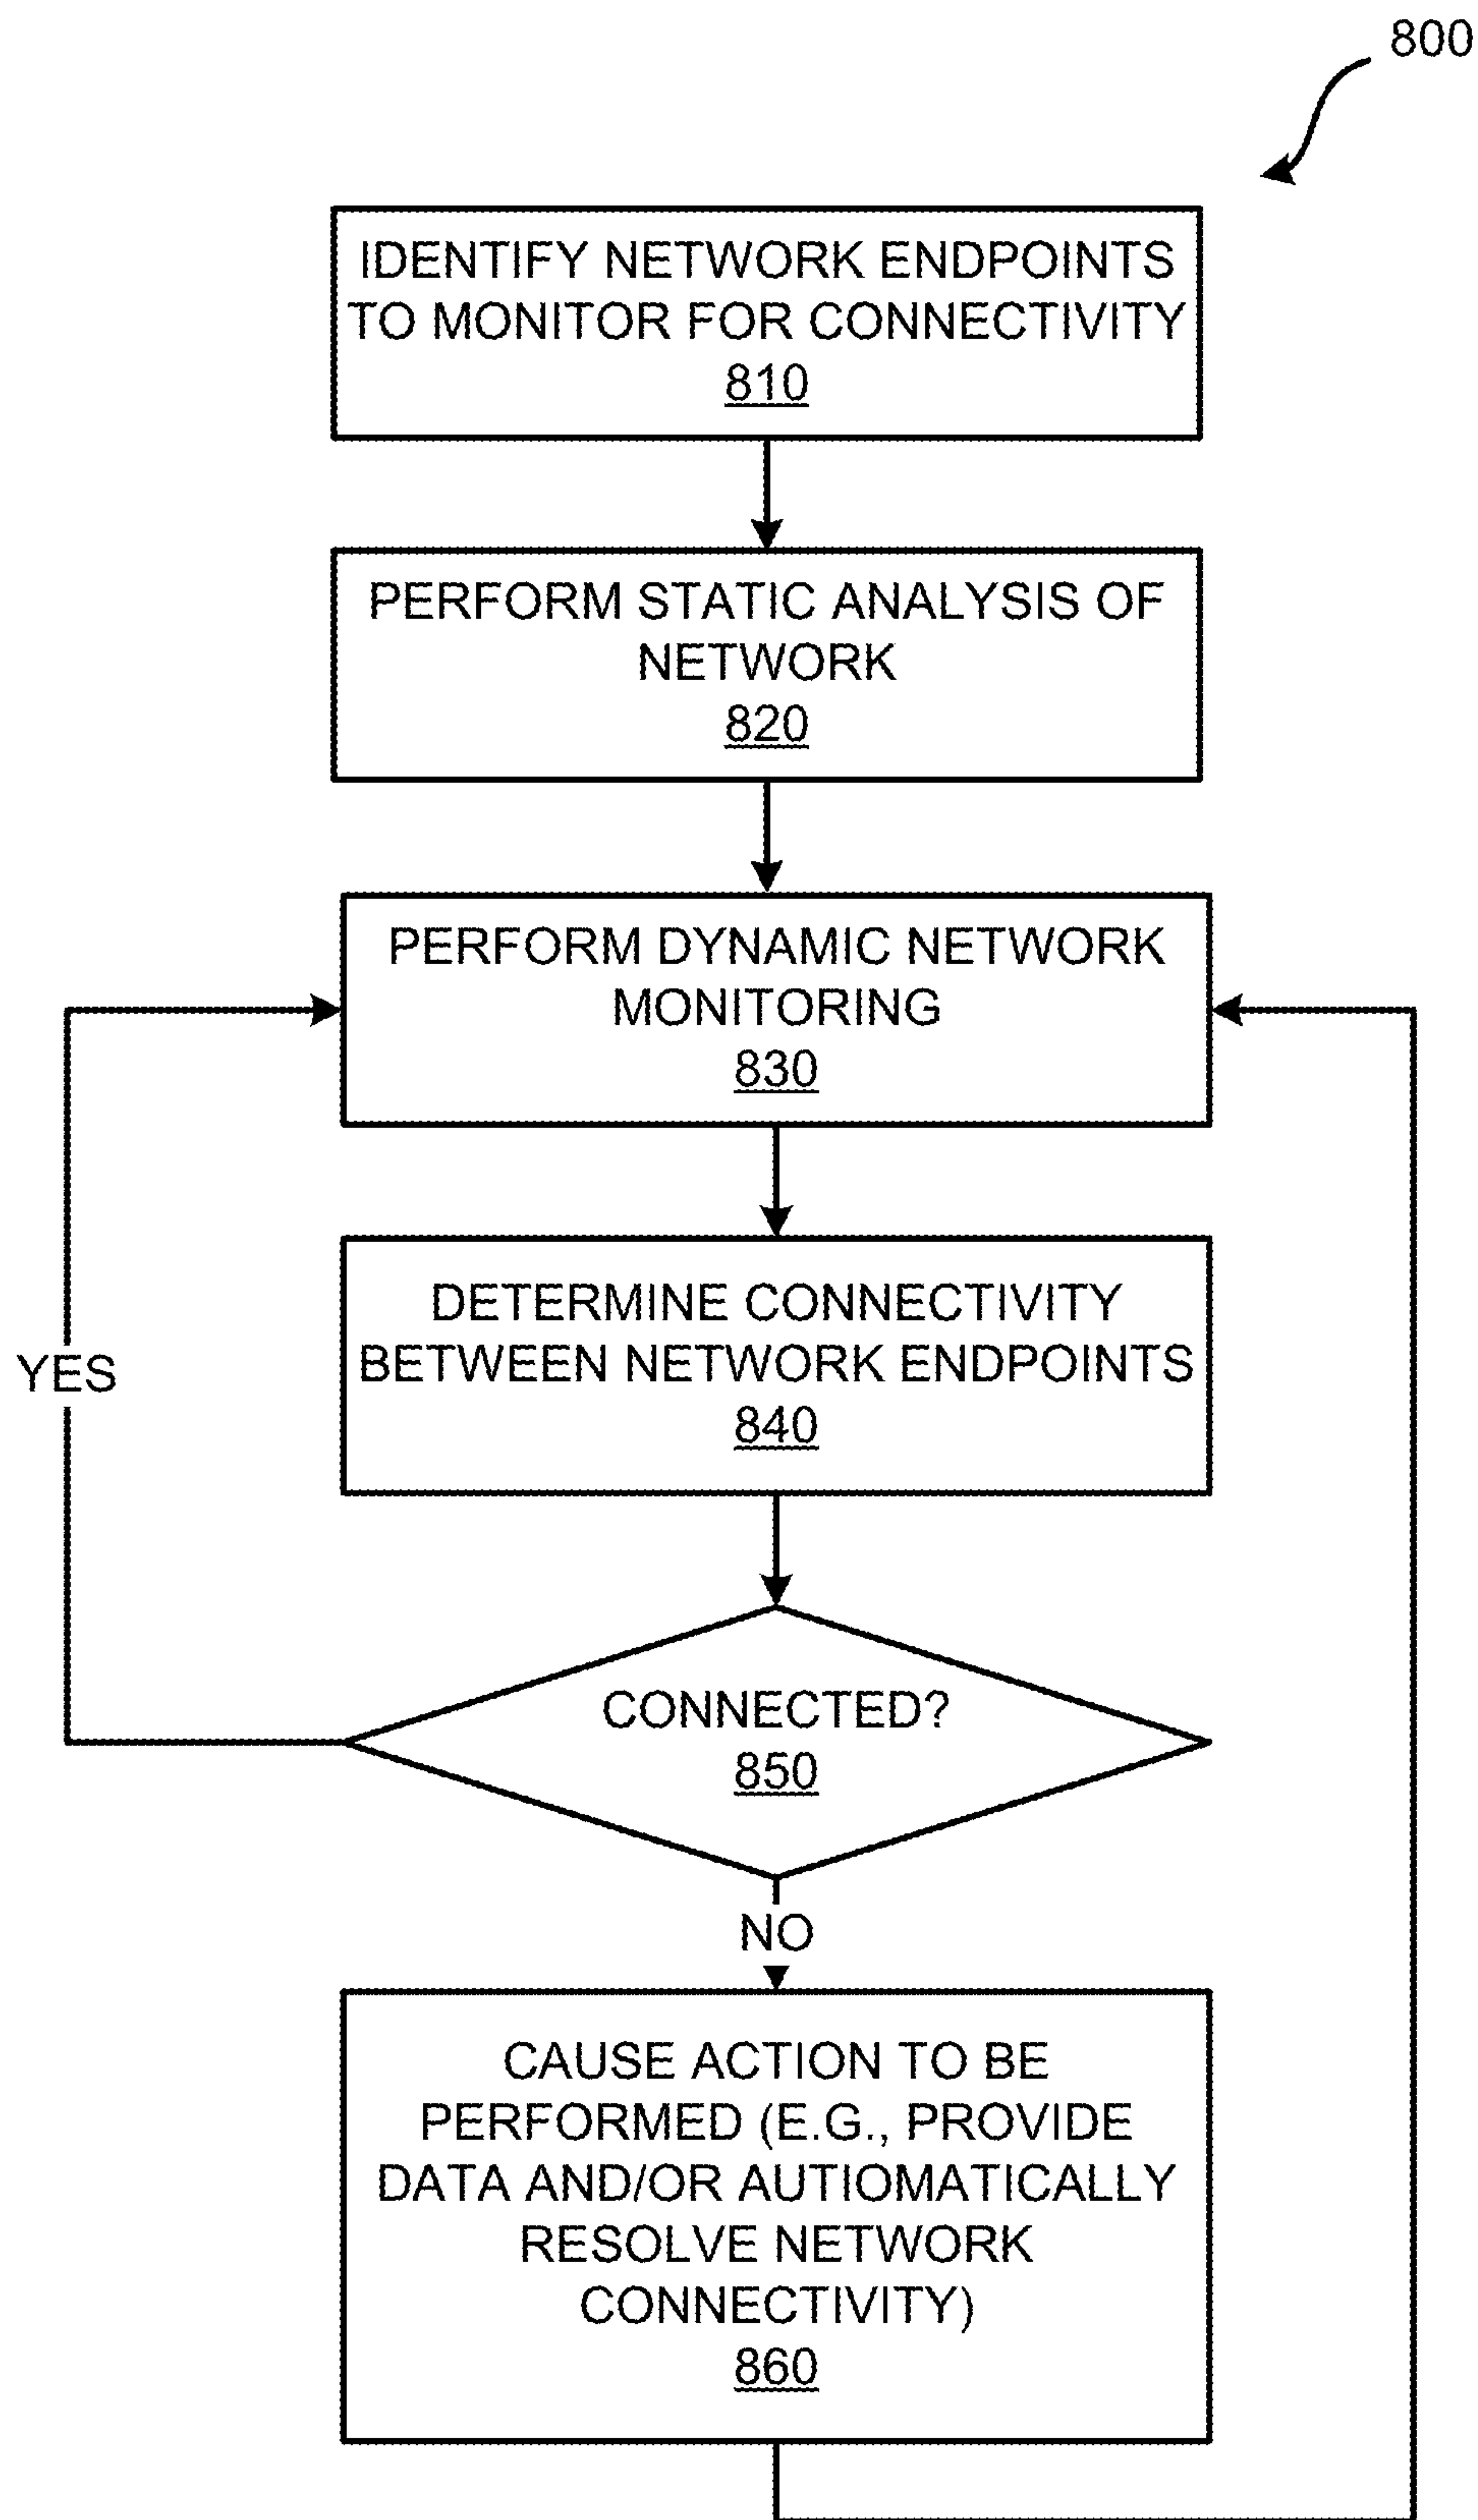 800
IDENTIFY NETWORK ENDPOINTS
TO MONITOR FOR CONNECTIVITY
810
PERFORM STATIC ANALYSIS OF
NETWORK
820
PERFORM DYNAMIC NETWORK
MONITORING
830
DETERMINE CONNECTIVITY
BETWEEN NETWORK ENDPOINTS
840
YES
CONNECTED?
850
NO
CAUSE ACTION TO BE
PERFORMED (E.G., PROVIDE
DATA AND/OR AUTIOMATICALLY
RESOLVE NETWORK
CONNECTIVITY)
860